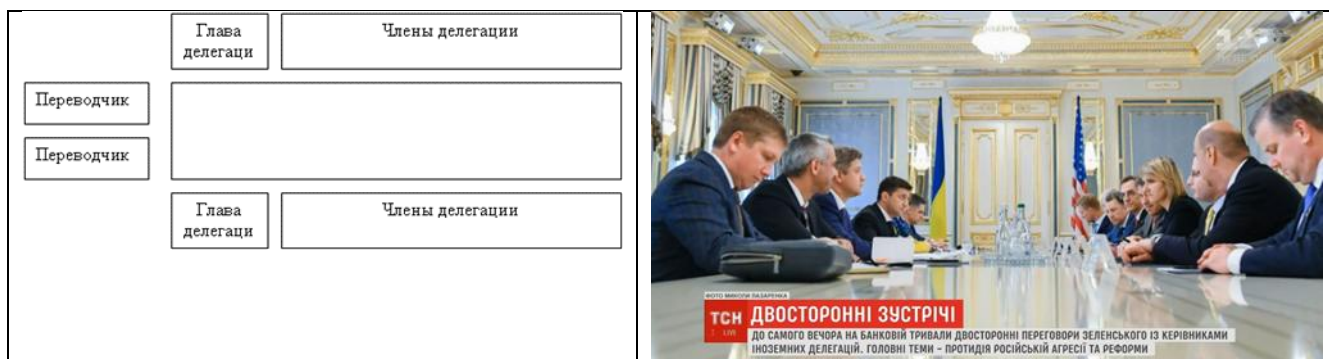 Глава
делегаци
Члены делегации
Переводчик
Переводчик
Глава
делегаци
Члены делегации
ФОТО МИКОЛИ ЛАЗАРЕНКА
ТСН
LIVE
ДВОСТОРОННІ ЗУСТРІЧІ
ДО САМОГО ВЕЧОРА НА БАНКОВІЙ ТРИВАЛИ ДВОСТОРОННІ ПЕРЕГОВОРИ ЗЕЛЕНСЬКОГО ІЗ КЕРІВНИКАМИ
ІНОЗЕМНИХ ДЕЛЕГАЦІЙ. ГОЛОВНІ ТЕМИ – ПРОТИДІЯ РОСІЙСЬКІЙ АГРЕСІЇ ТА РЕФОРМИ